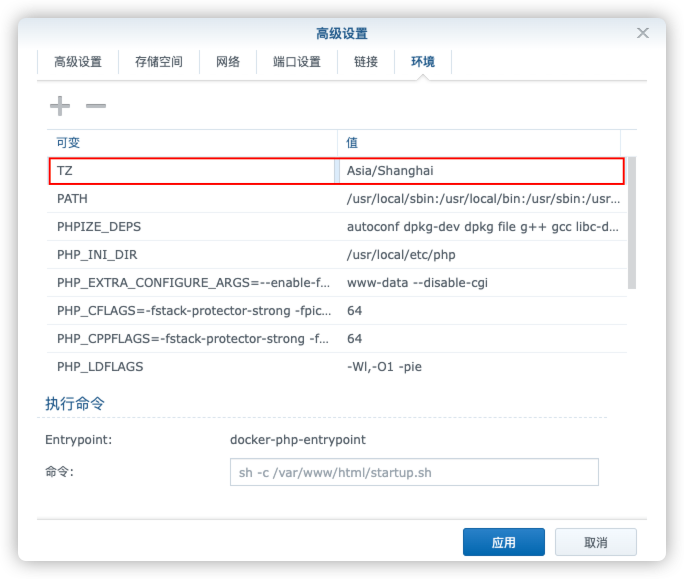 高级设置
高级设置 存储空间 网络 端口设置 链接 环境
可变 值
TZ Asia/Shanghai
PATH /usr/local/sbin:/usr/local/bin:/usr/sbin:/usr...
PHPIZE_DEPS autoconf dpkg-dev dpkg file g++ gcc libc-d...
PHP_INI_DIR /usr/local/etc/php
PHP_EXTRA_CONFIGURE_ARGS=--enable-f... www-data --disable-cgi
PHP_CFLAGS=-fstack-protector-strong -fpic... 64
PHP_CPPFLAGS=-fstack-protector-strong -f... 64
PHP_LDFLAGS -Wl,-O1 -pie
执行命令
Entrypoint: docker-php-entrypoint
命令: sh -c /var/www/html/startup.sh
应用 取消